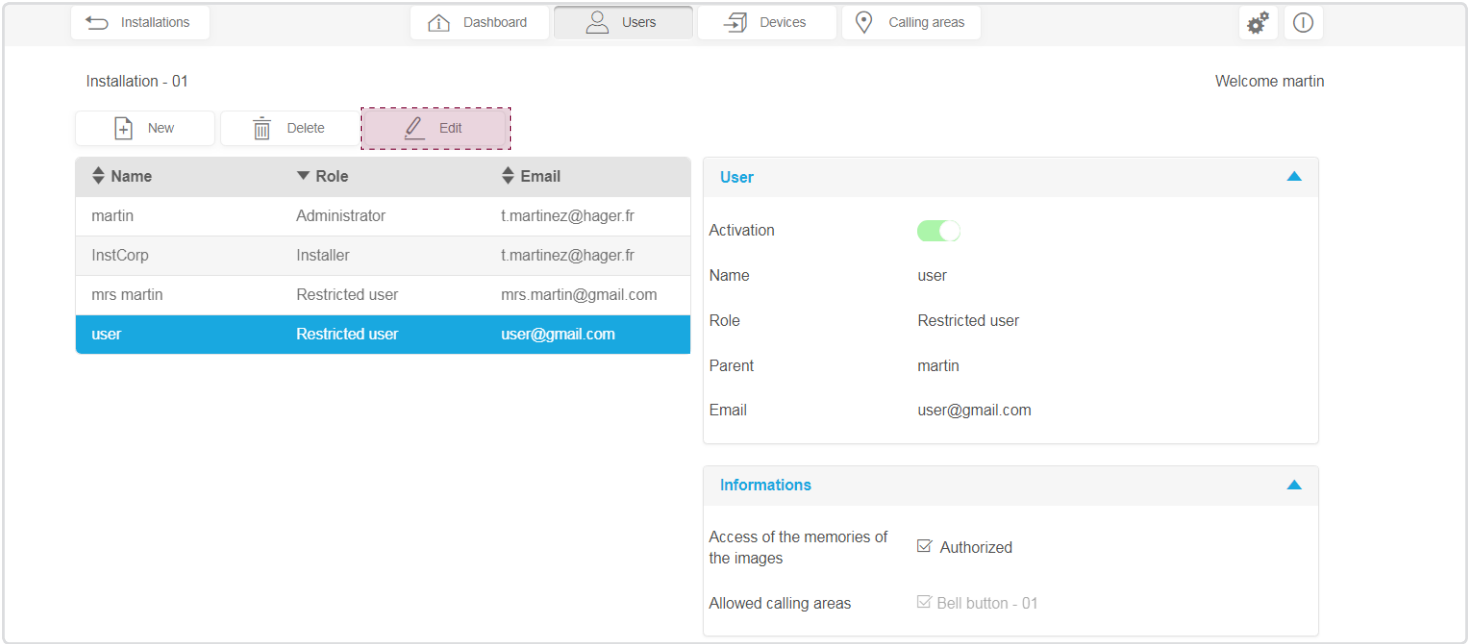 Installations Dashboard Users Devices Calling areas
Installation - 01 Welcome martin
New Delete Edit
Name Role Email
martin Administrator t.martinez@hager.fr
InstCorp Installer t.martinez@hager.fr
mrs martin Restricted user mrs.martin@gmail.com
user Restricted user user@gmail.com
User
Activation
Name user
Role Restricted user
Parent martin
Email user@gmail.com
Informations
Access of the memories of
the images
Authorized
Allowed calling areas Bell button - 01